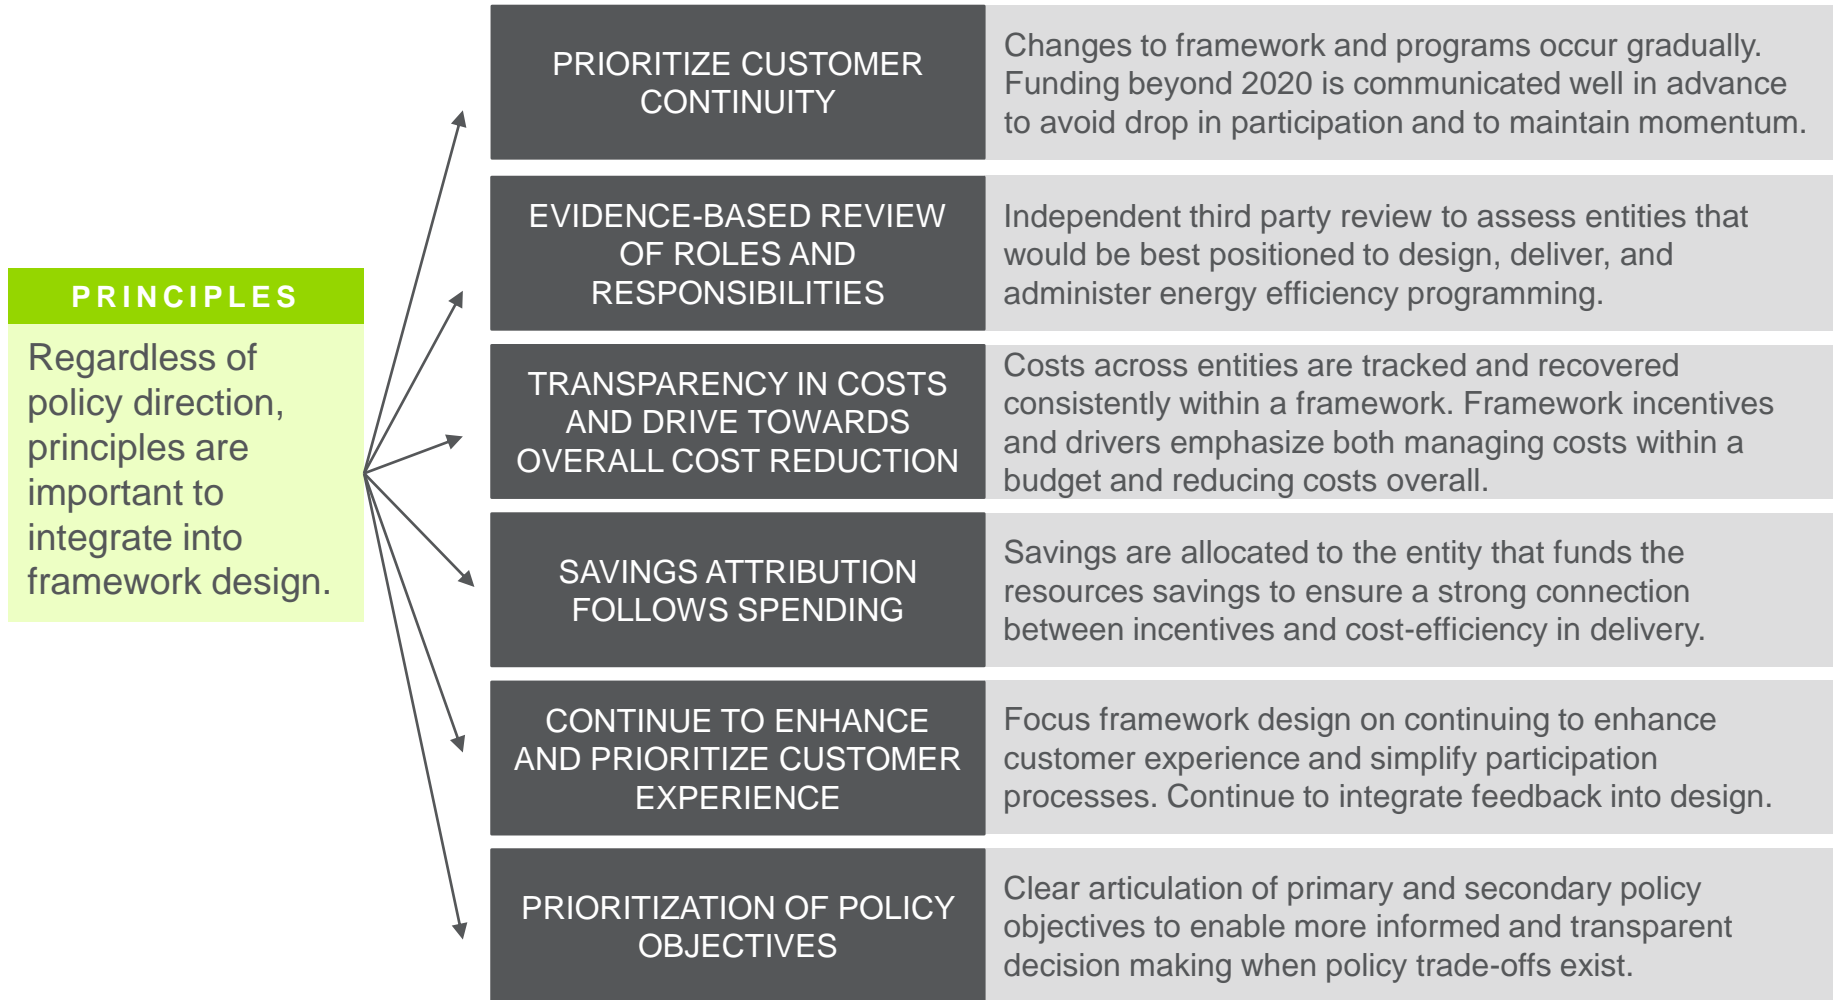 PRINCIPLES
Regardless of
policy direction,
principles are
important to
integrate into
framework design.
PRIORITIZE CUSTOMER
CONTINUITY
Changes to framework and programs occur gradually.
Funding beyond 2020 is communicated well in advance
to avoid drop in participation and to maintain momentum.
EVIDENCE-BASED REVIEW
OF ROLES AND
RESPONSIBILITIES
Independent third party review to assess entities that
would be best positioned to design, deliver, and
administer energy efficiency programming.
TRANSPARENCY IN COSTS
AND DRIVE TOWARDS
OVERALL COST REDUCTION
Costs across entities are tracked and recovered
consistently within a framework. Framework incentives
and drivers emphasize both managing costs within a
budget and reducing costs overall.
SAVINGS ATTRIBUTION
FOLLOWS SPENDING
Savings are allocated to the entity that funds the
resources savings to ensure a strong connection
between incentives and cost-efficiency in delivery.
CONTINUE TO ENHANCE
AND PRIORITIZE CUSTOMER
EXPERIENCE
Focus framework design on continuing to enhance
customer experience and simplify participation
processes. Continue to integrate feedback into design.
PRIORITIZATION OF POLICY
OBJECTIVES
Clear articulation of primary and secondary policy
objectives to enable more informed and transparent
decision making when policy trade-offs exist.